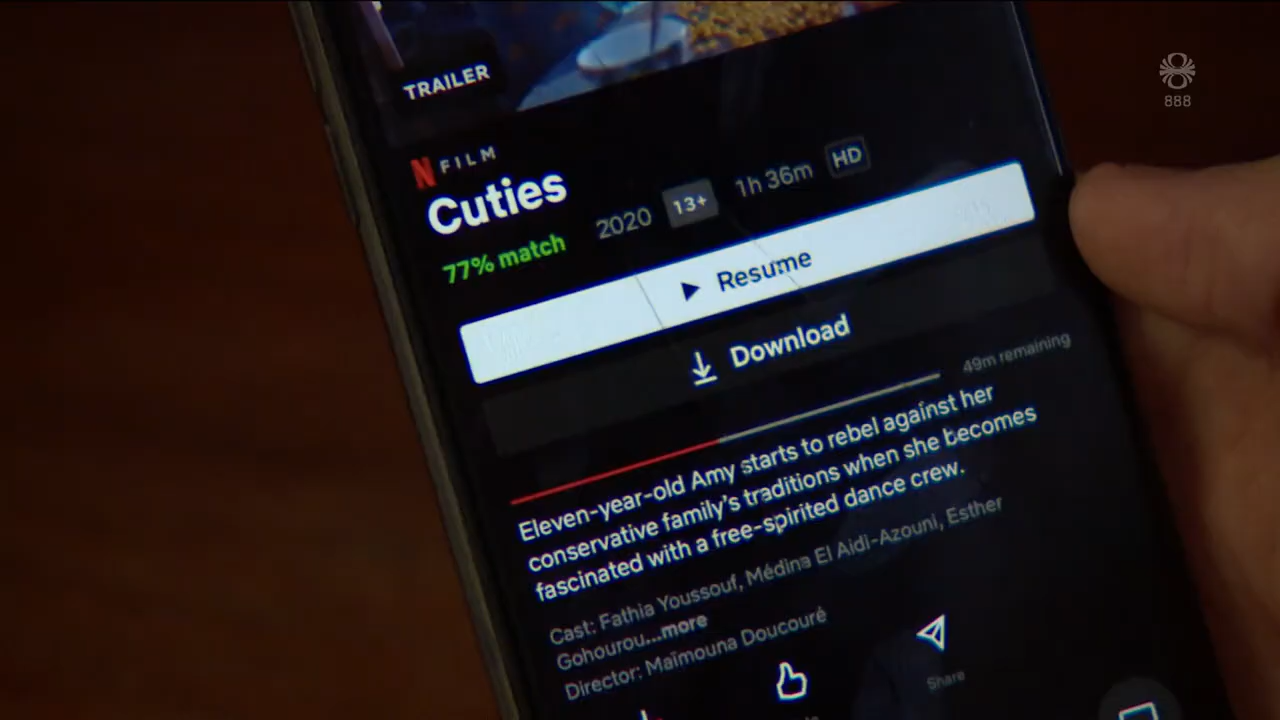 888
TRAILER
N FILM
Cuties
77% match 2020 13+ 1h 36m HD
Resume
Download
49m remaining
Eleven-year-old Amy starts to rebel against her
conservative family's traditions when she becomes
fascinated with a free-spirited dance crew.
Cast: Fathia Youssouf, Médina El Aidi-Azouni, Esther
Gohourou...more
Director: Maïmouna Doucouré
Share